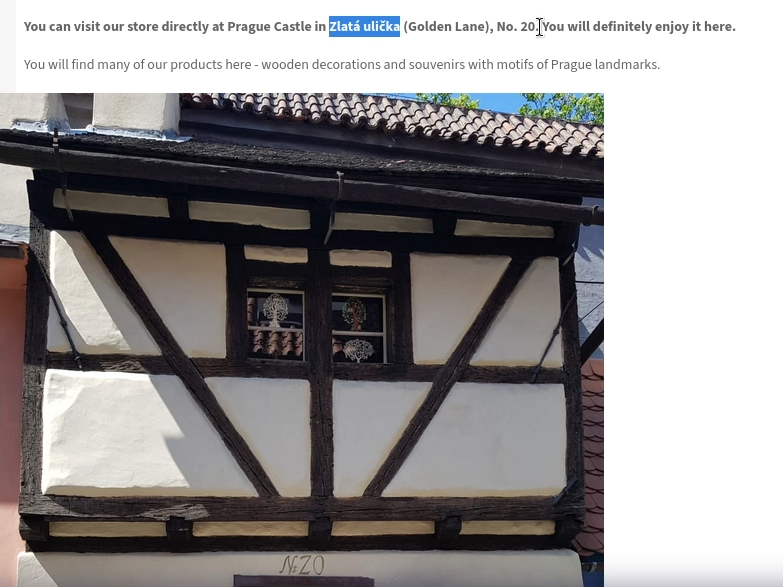 You can visit our store directly at Prague Castle in Zlatá ulička (Golden Lane), No. 20. You will definitely enjoy it here.
You will find many of our products here - wooden decorations and souvenirs with motifs of Prague landmarks.
No 20